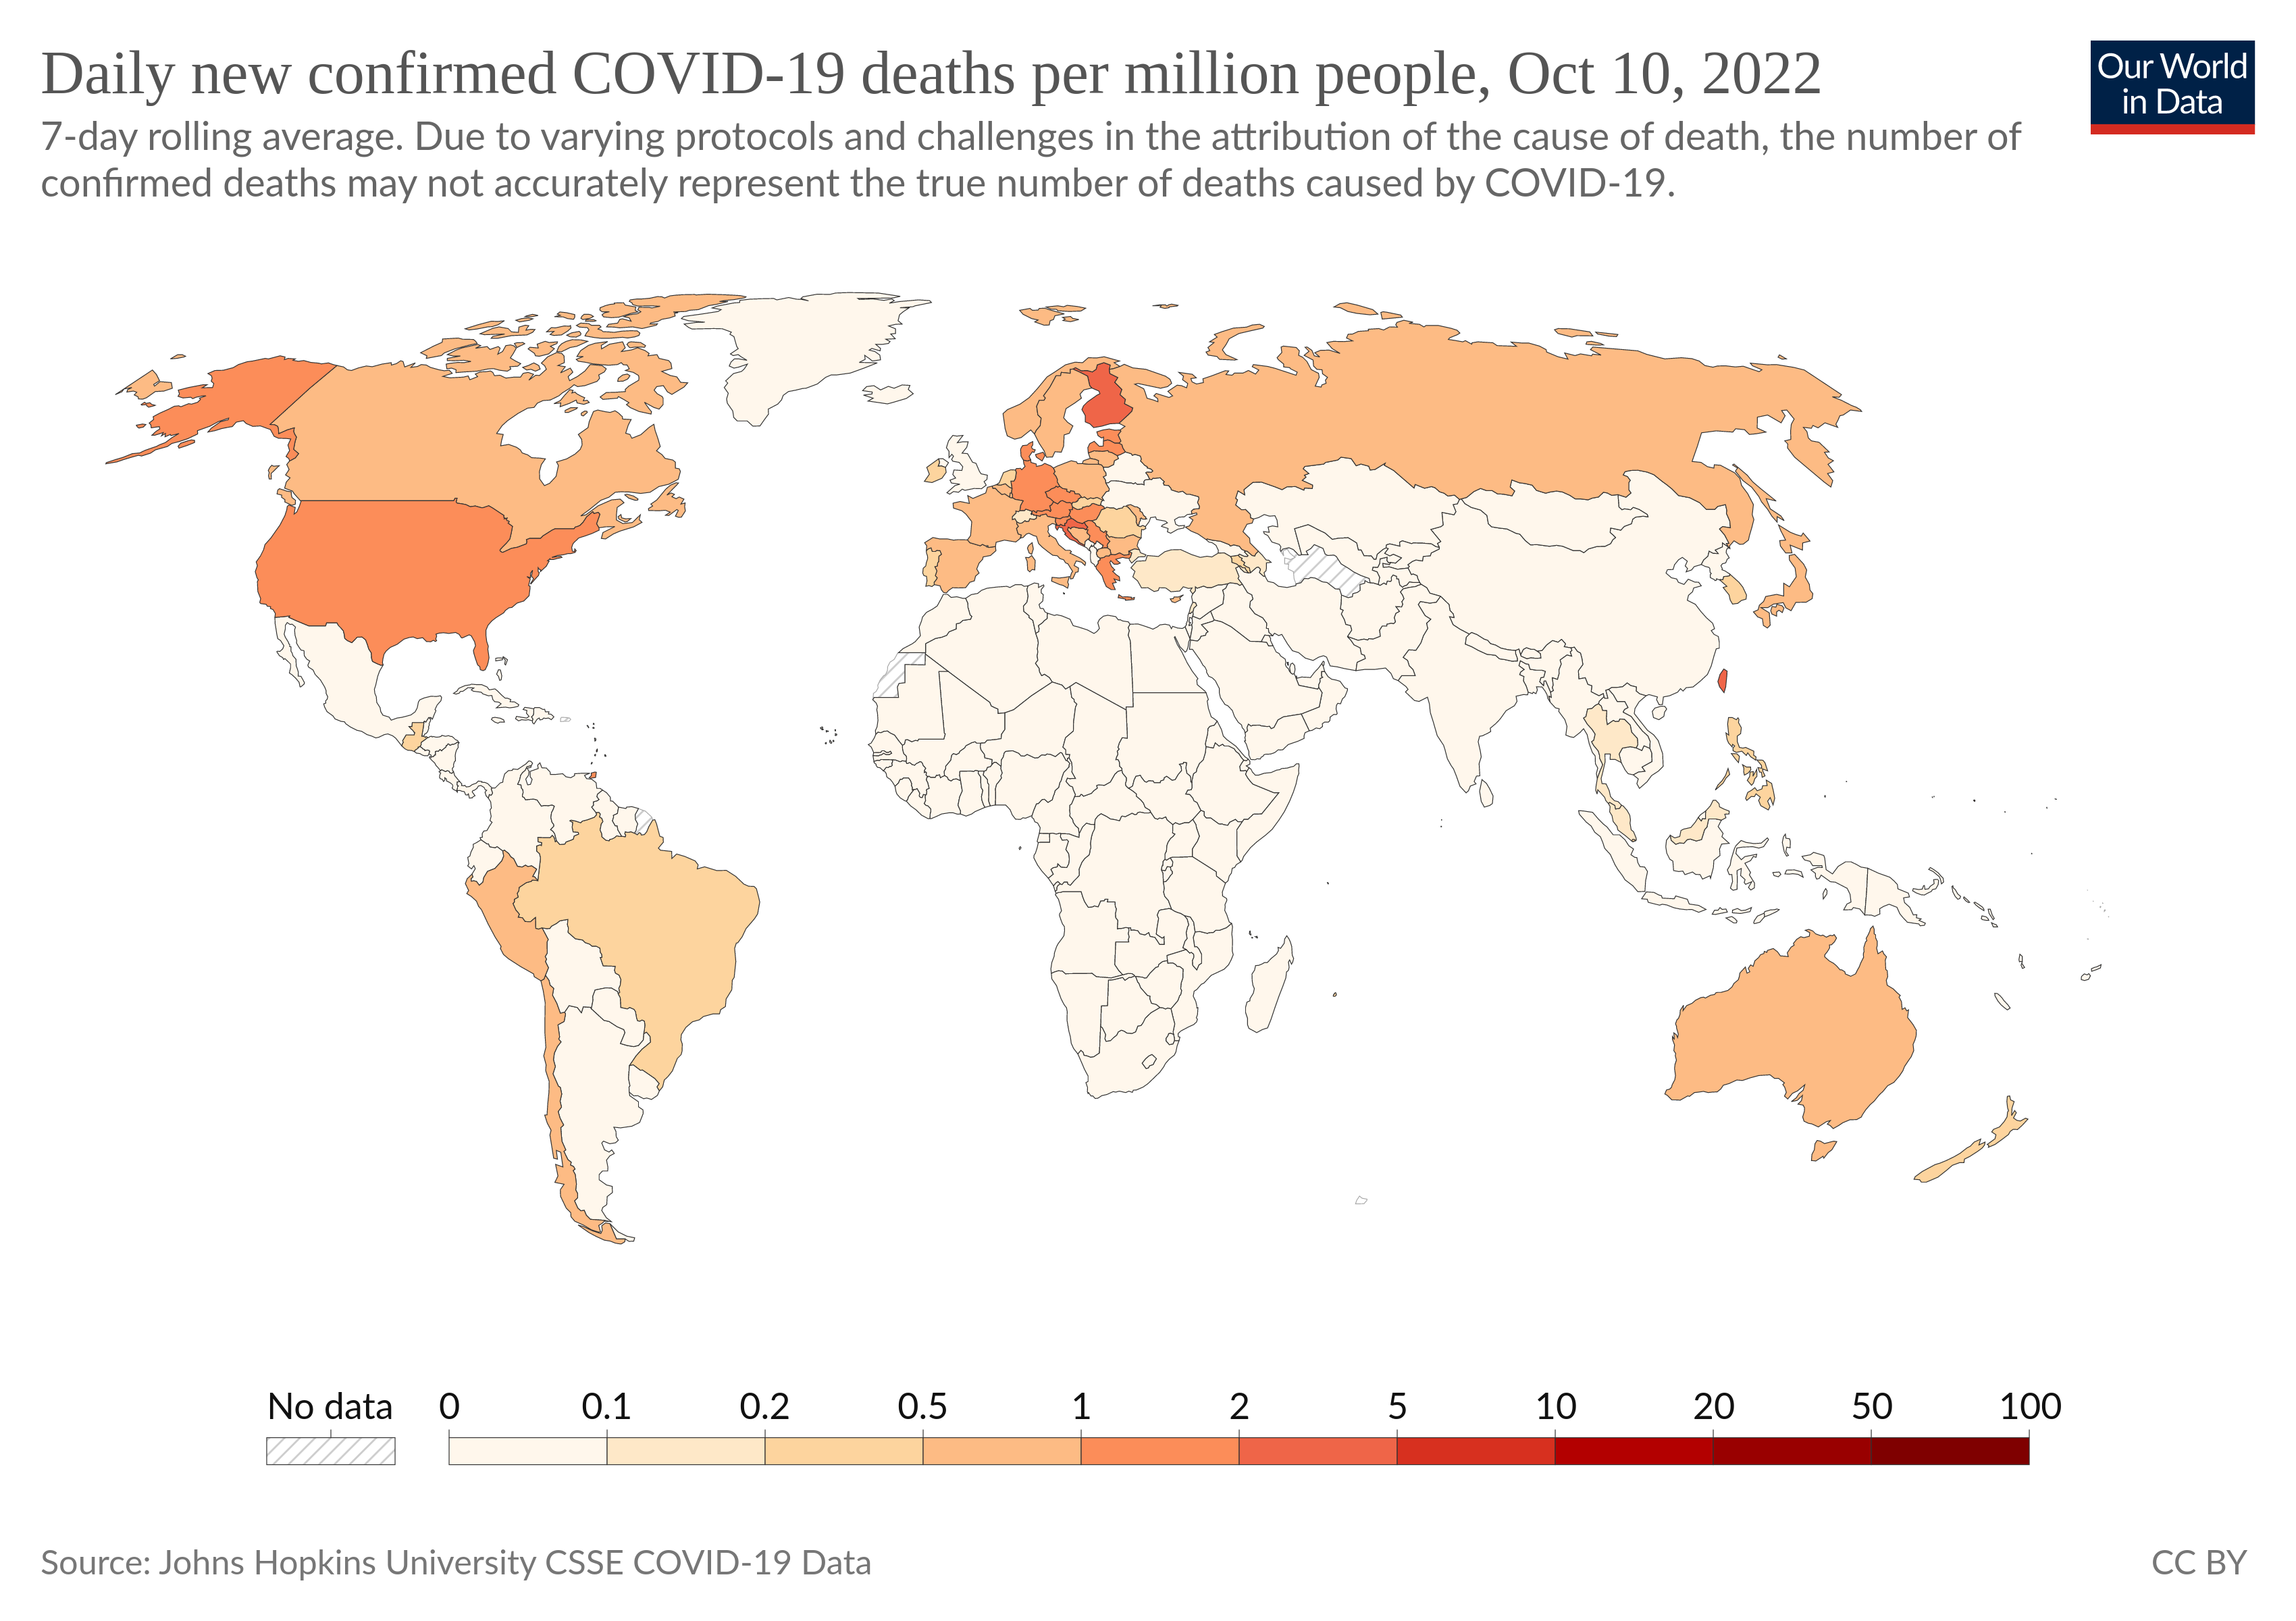 Daily new confirmed COVID-19 deaths per million people, Oct 10, 2022
Our World
in Data
7-day rolling average. Due to varying protocols and challenges in the attribution of the cause of death, the number of
confirmed deaths may not accurately represent the true number of deaths caused by COVID-19.
No data 0 0.1 0.2 0.5 1 2 5 10 20 50 100
Source: Johns Hopkins University CSSE COVID-19 Data
CC BY